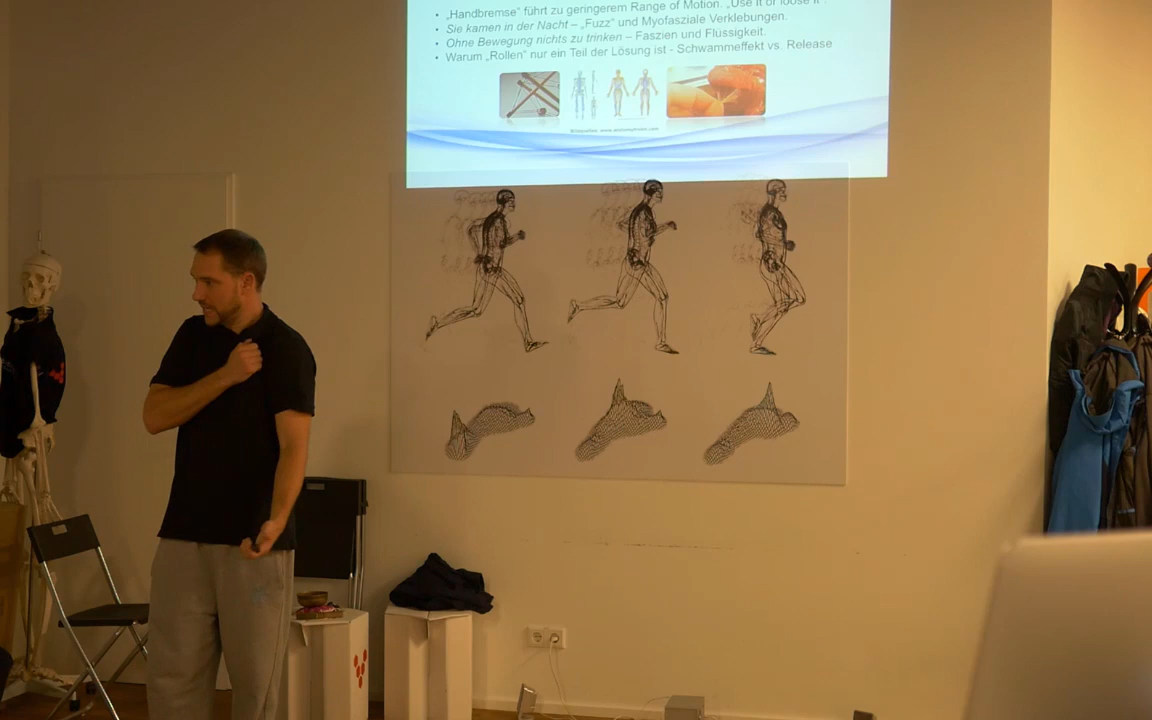 • „Handbremse“ führt zu geringerem Range of Motion. „Use it or loose it“.
• Sie kamen in der Nacht – „Fuzz“ und Myofasziale Verklebungen.
• Ohne Bewegung nichts zu trinken – Faszien und Flüssigkeit.
• Warum „Rollen“ nur ein Teil der Lösung ist - Schwammeffekt vs. Release